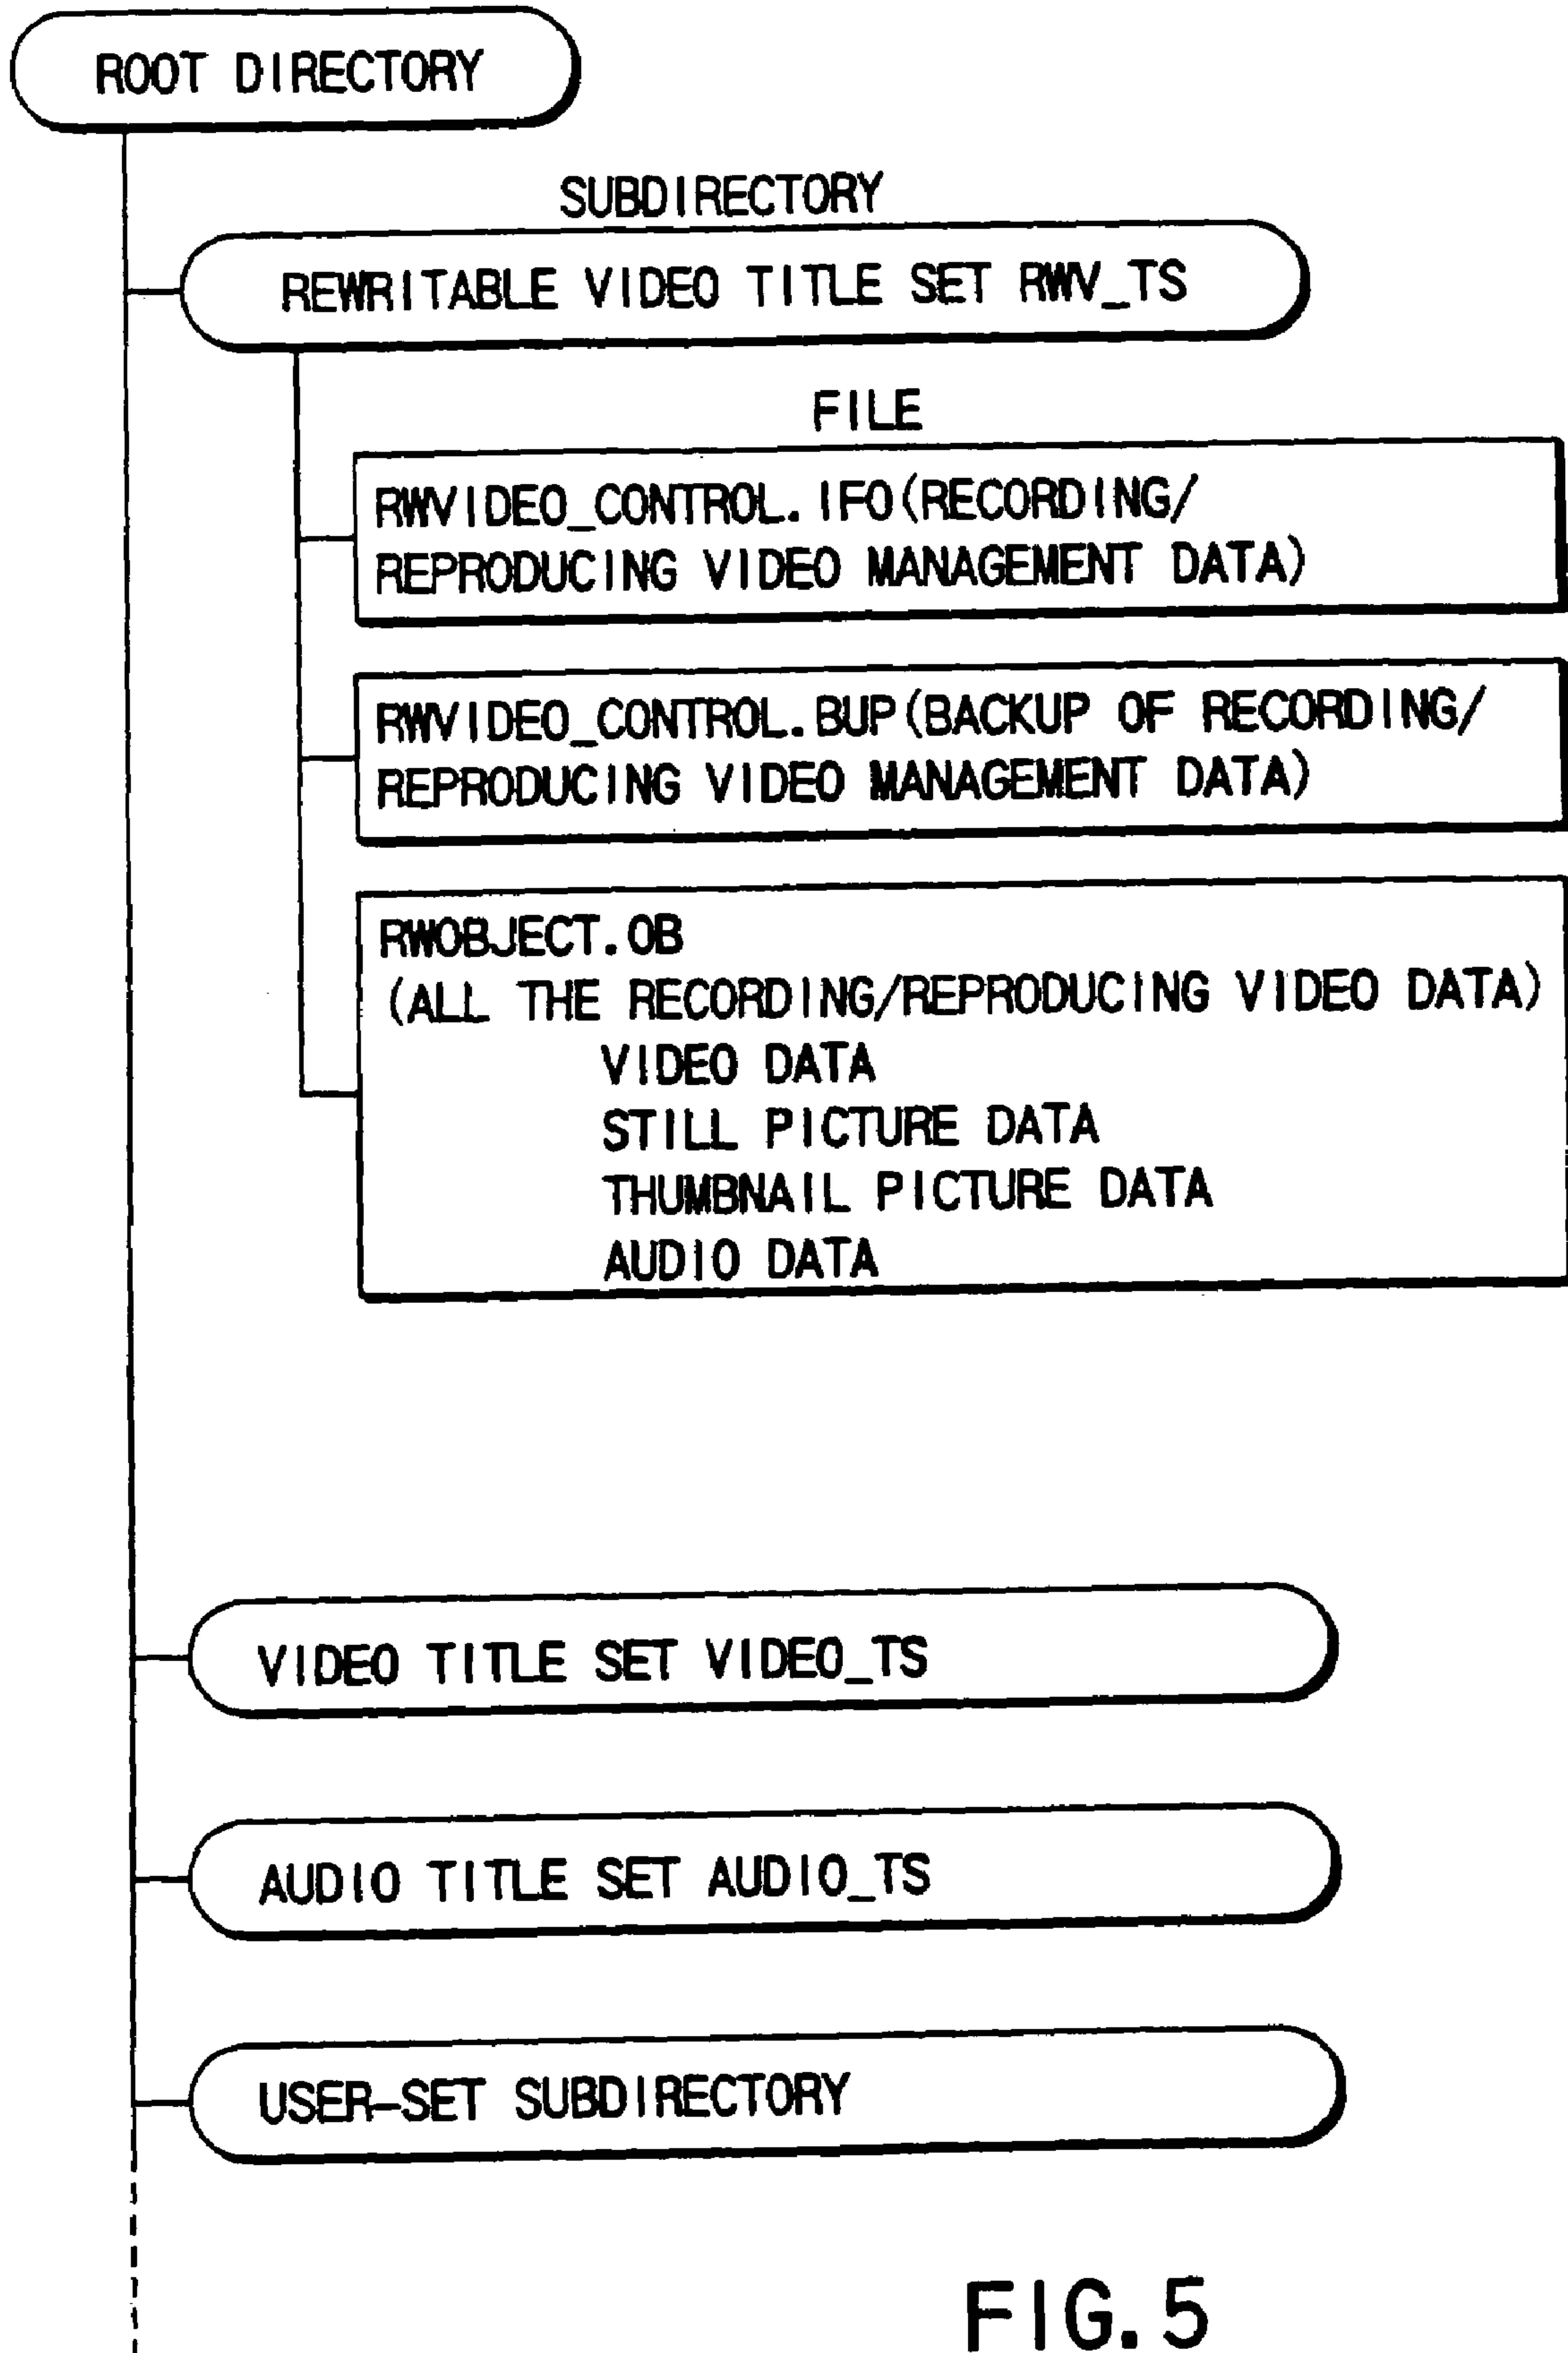 ROOT DIRECTORY
SUBDIRECTORY
REWRITABLE VIDEO TITLE SET RWV_TS
FILE
RWVIDEO_CONTROL.IFO(RECORDING/
REPRODUCING VIDEO MANAGEMENT DATA)
RWVIDEO_CONTROL.BUP(BACKUP OF RECORDING/
REPRODUCING VIDEO MANAGEMENT DATA)
RWOBJECT.OB
(ALL THE RECORDING/REPRODUCING VIDEO DATA)
VIDEO DATA
STILL PICTURE DATA
THUMBNAIL PICTURE DATA
AUDIO DATA
VIDEO TITLE SET VIDEO_TS
AUDIO TITLE SET AUDIO_TS
USER-SET SUBDIRECTORY
FIG.5